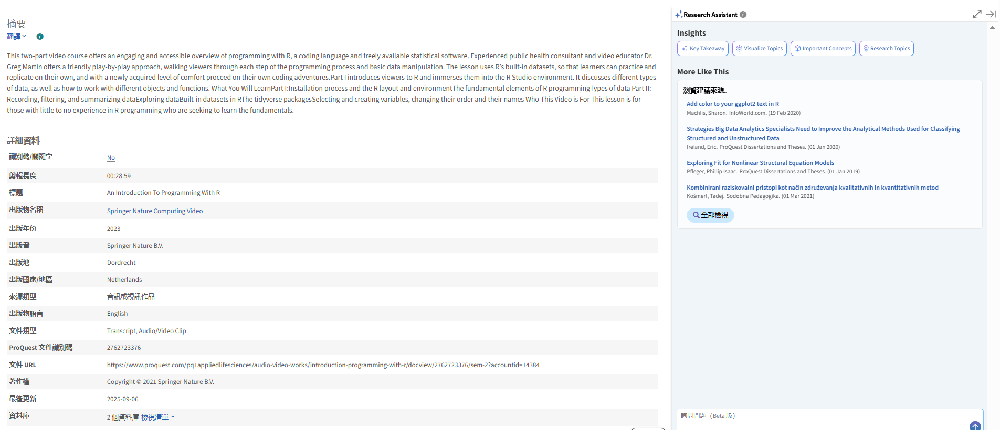 摘要
翻譯
This two-part video course offers an engaging and accessible overview of programming with R, a coding language and freely available statistical software. Experienced public health consultant and video educator Dr.
Greg Martin offers a friendly play-by-play approach, walking viewers through each step of the programming process and basic data manipulation. The lesson uses R’s built-in datasets, so that learners can practice and
replicate on their own, and with a newly acquired level of comfort proceed on their own coding adventures.Part I introduces viewers to R and immerses them into the R Studio environment. It discusses different types
of data, as well as how to work with different objects and functions. What You Will LearnPart I:Installation process and the R layout and environmentThe fundamental elements of R programmingTypes of data Part II:
Recording, filtering, and summarizing dataExploring dataBuilt-in datasets in RThe tidyverse packagesSelecting and creating variables, changing their order and their names Who This Video is For This lesson is for
those with little to no experience in R programming who are seeking to learn the fundamentals.
詳細資料
識別碼/關鍵字 No
剪輯長度 00:28:59
標題 An Introduction To Programming With R
出版物名稱 Springer Nature Computing Video
出版年份 2023
出版者 Springer Nature B.V.
出版地 Dordrecht
出版國家/地區 Netherlands
來源類型 音訊或視訊作品
出版物語言 English
文件類型 Transcript, Audio/Video Clip
ProQuest 文件識別碼 2762723376
文件 URL https://www.proquest.com/pq1appliedlifesciences/audio-video-works/introduction-programming-with-r/docview/2762723376/sem-2?accountid=14384
著作權 Copyright © 2021 Springer Nature B.V.
最後更新 2025-09-06
資料庫 2 個資料庫 檢視清單
Research Assistant
Insights
Key Takeaway Visualize Topics Important Concepts Research Topics
More Like This
瀏覽建議來源。
Add color to your ggplot2 text in R
Machlis, Sharon. InfoWorld.com. (19 Feb 2020)
Strategies Big Data Analytics Specialists Need to Improve the Analytical Methods Used for Classifying
Structured and Unstructured Data
Ireland, Eric. ProQuest Dissertations and Theses. (01 Jan 2020)
Exploring Fit for Nonlinear Structural Equation Models
Pfleger, Phillip Isaac. ProQuest Dissertations and Theses. (01 Jan 2019)
Kombinirani raziskovalni pristopi kot način združevanja kvalitativnih in kvantitativnih metod
Košmerl, Tadej. Sodobna Pedagogika. (01 Mar 2021)
全部檢視
詢問問題（Beta 版）